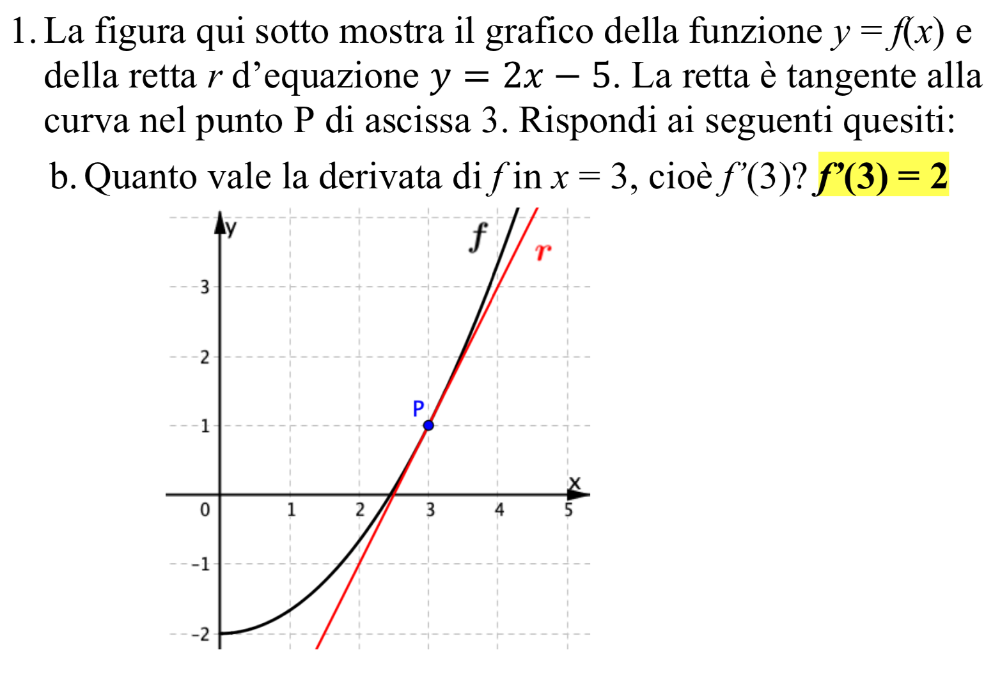 1. La figura qui sotto mostra il grafico della funzione y = f(x) e
della retta r d’equazione y = 2x − 5. La retta è tangente alla
curva nel punto P di ascissa 3. Rispondi ai seguenti quesiti:
b. Quanto vale la derivata di f in x = 3, cioè f’(3)? f’(3) = 2
y
f
r
3
2
P
1
x
0 1 2 3 4 5
–1
–2